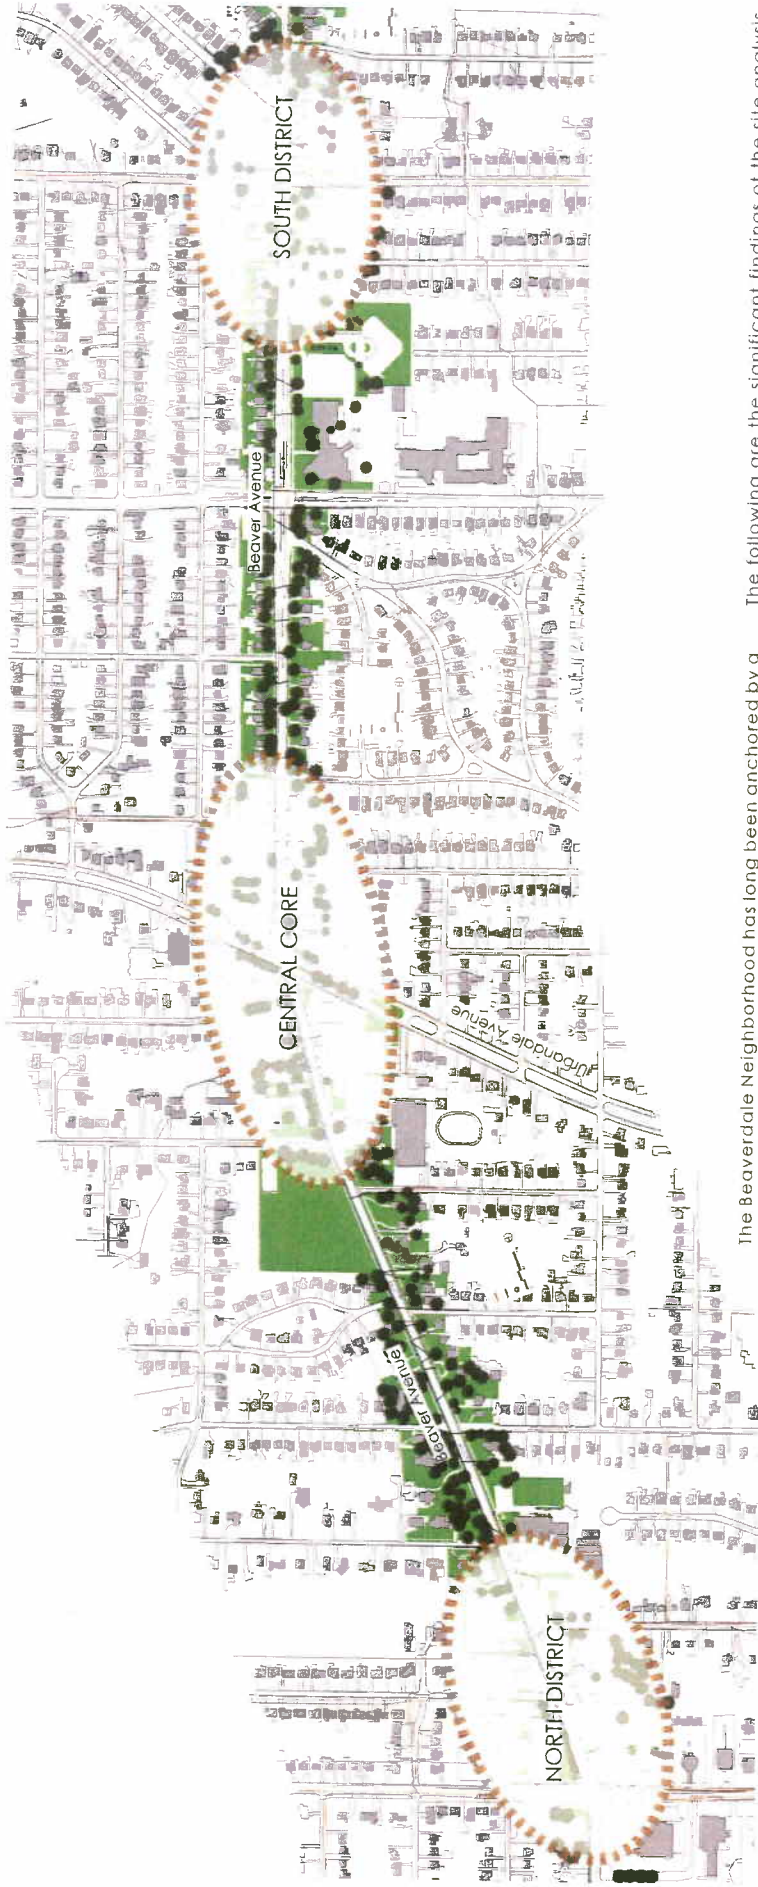 NORTH DISTRICT
Beaver Avenue
CENTRAL CORE
Urbandale Avenue
Beaver Avenue
SOUTH DISTRICT
The Beaverdale Neighborhood has long been anchored by a
The following are the significant findings of the site analysis